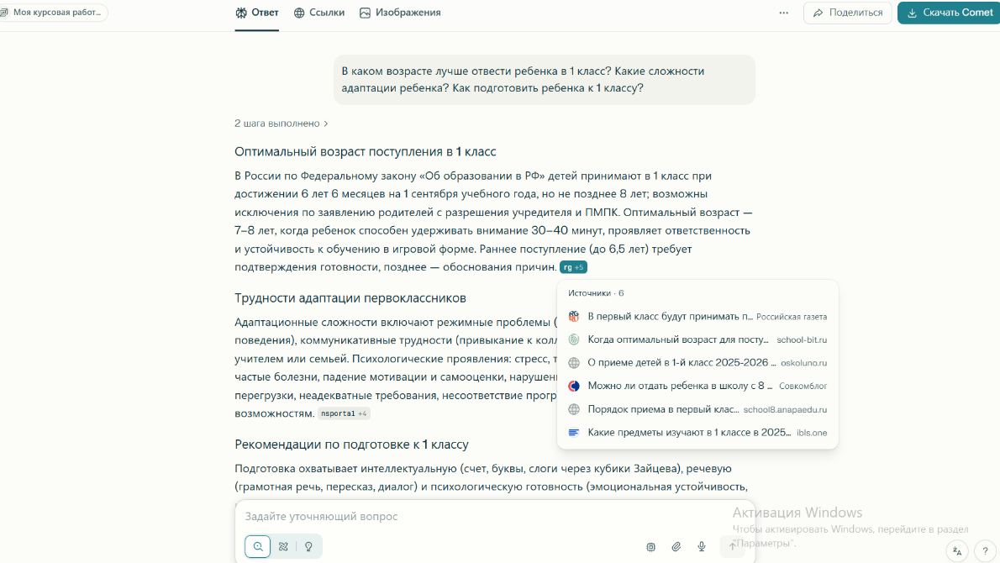 Моя курсовая работ...
Ответ
Ссылки
Изображения
Поделиться
Скачать Comet
В каком возрасте лучше отвести ребенка в 1 класс? Какие сложности
адаптации ребенка? Как подготовить ребенка к 1 классу?
2 шага выполнено
Оптимальный возраст поступления в 1 класс
В России по Федеральному закону «Об образовании в РФ» детей принимают в 1 класс при
достижении 6 лет 6 месяцев на 1 сентября учебного года, но не позднее 8 лет; возможны
исключения по заявлению родителей с разрешения учредителя и ПМПК. Оптимальный возраст —
7–8 лет, когда ребенок способен удерживать внимание 30–40 минут, проявляет ответственность
и устойчивость к обучению в игровой форме. Раннее поступление (до 6,5 лет) требует
подтверждения готовности, позднее — обоснования причин. rg +5
Источники · 6
В первый класс будут принимать п... Российская газета
Когда оптимальный возраст для посту... school-bit.ru
О приеме детей в 1-й класс 2025-2026 ... oskoluno.ru
Можно ли отдать ребенка в школу с 8 ... Совкомблог
Порядок приема в первый клас... school8.anapaedu.ru
Какие предметы изучают в 1 классе в 2025... ibls.one
Трудности адаптации первоклассников
Адаптационные сложности включают режимные проблемы (
поведения), коммуникативные трудности (привыкание к кол
учителем или семьей. Психологические проявления: стресс, т
частые болезни, падение мотивации и самооценки, нарушен
перегрузки, неадекватные требования, несоответствие прогр
возможностям. nsportal +4
Рекомендации по подготовке к 1 классу
Подготовка охватывает интеллектуальную (счет, буквы, слоги через кубики Зайцева), речевую
(грамотная речь, пересказ, диалог) и психологическую готовность (эмоциональная устойчивость,
Задайте уточняющий вопрос
Активация Windows
Чтобы активировать Windows, перейдите в раздел
"Параметры".